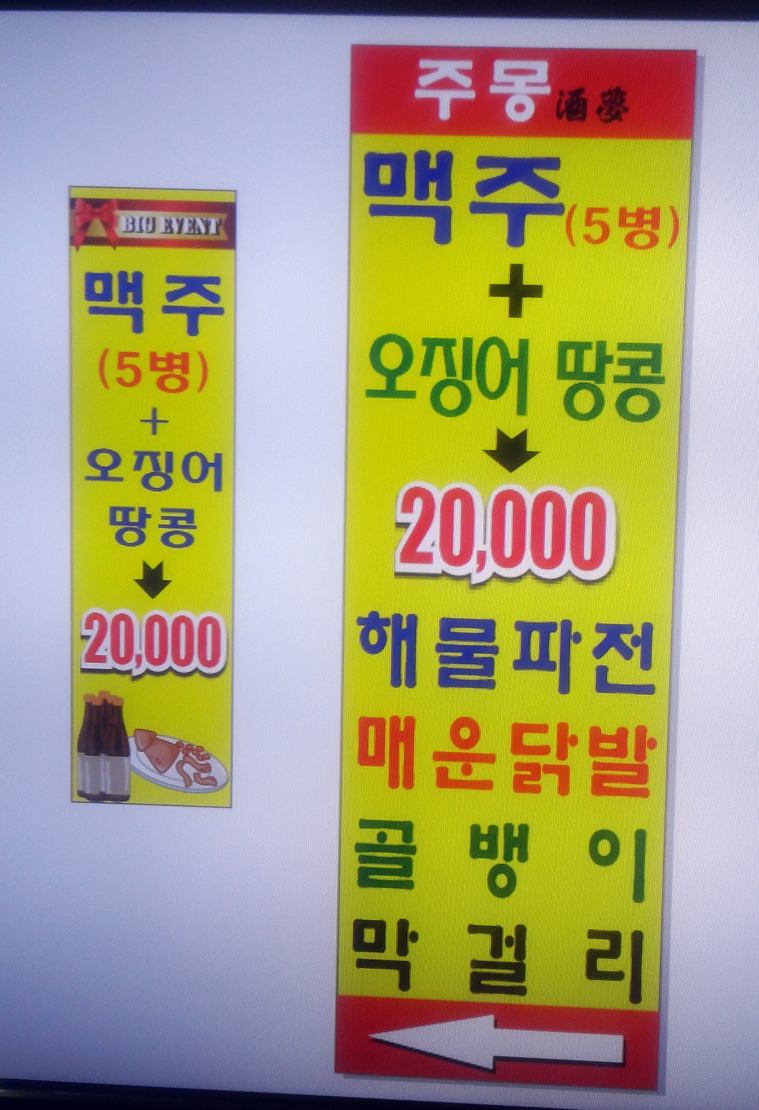 BIG EVENT
맥주
(5병)
+
오징어
땅콩
20,000
주몽 酒夢
맥주(5병)
+
오징어 땅콩
20,000
해물파전
매운닭발
골뱅이
막걸리